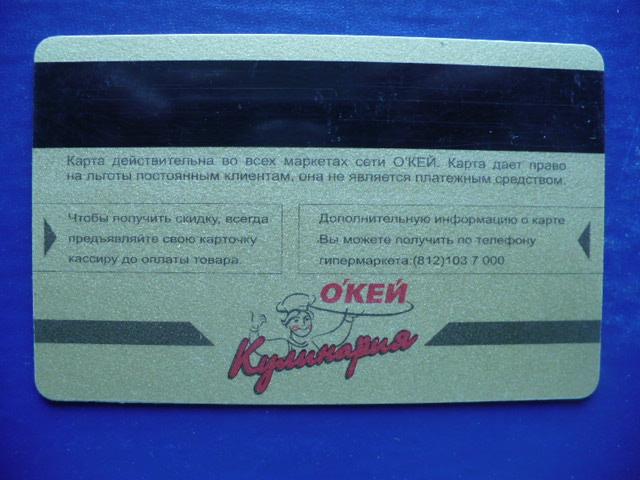 Карта действительна во всех маркетах сети О'КЕЙ. Карта дает право
на льготы постоянным клиентам, она не является платежным средством.
Чтобы получить скидку, всегда
предъявляйте свою карточку
кассиру до оплаты товара.
Дополнительную информацию о карте
Вы можете получить по телефону
гипермаркета:(812)103 7 000
О'КЕЙ
Кулинария